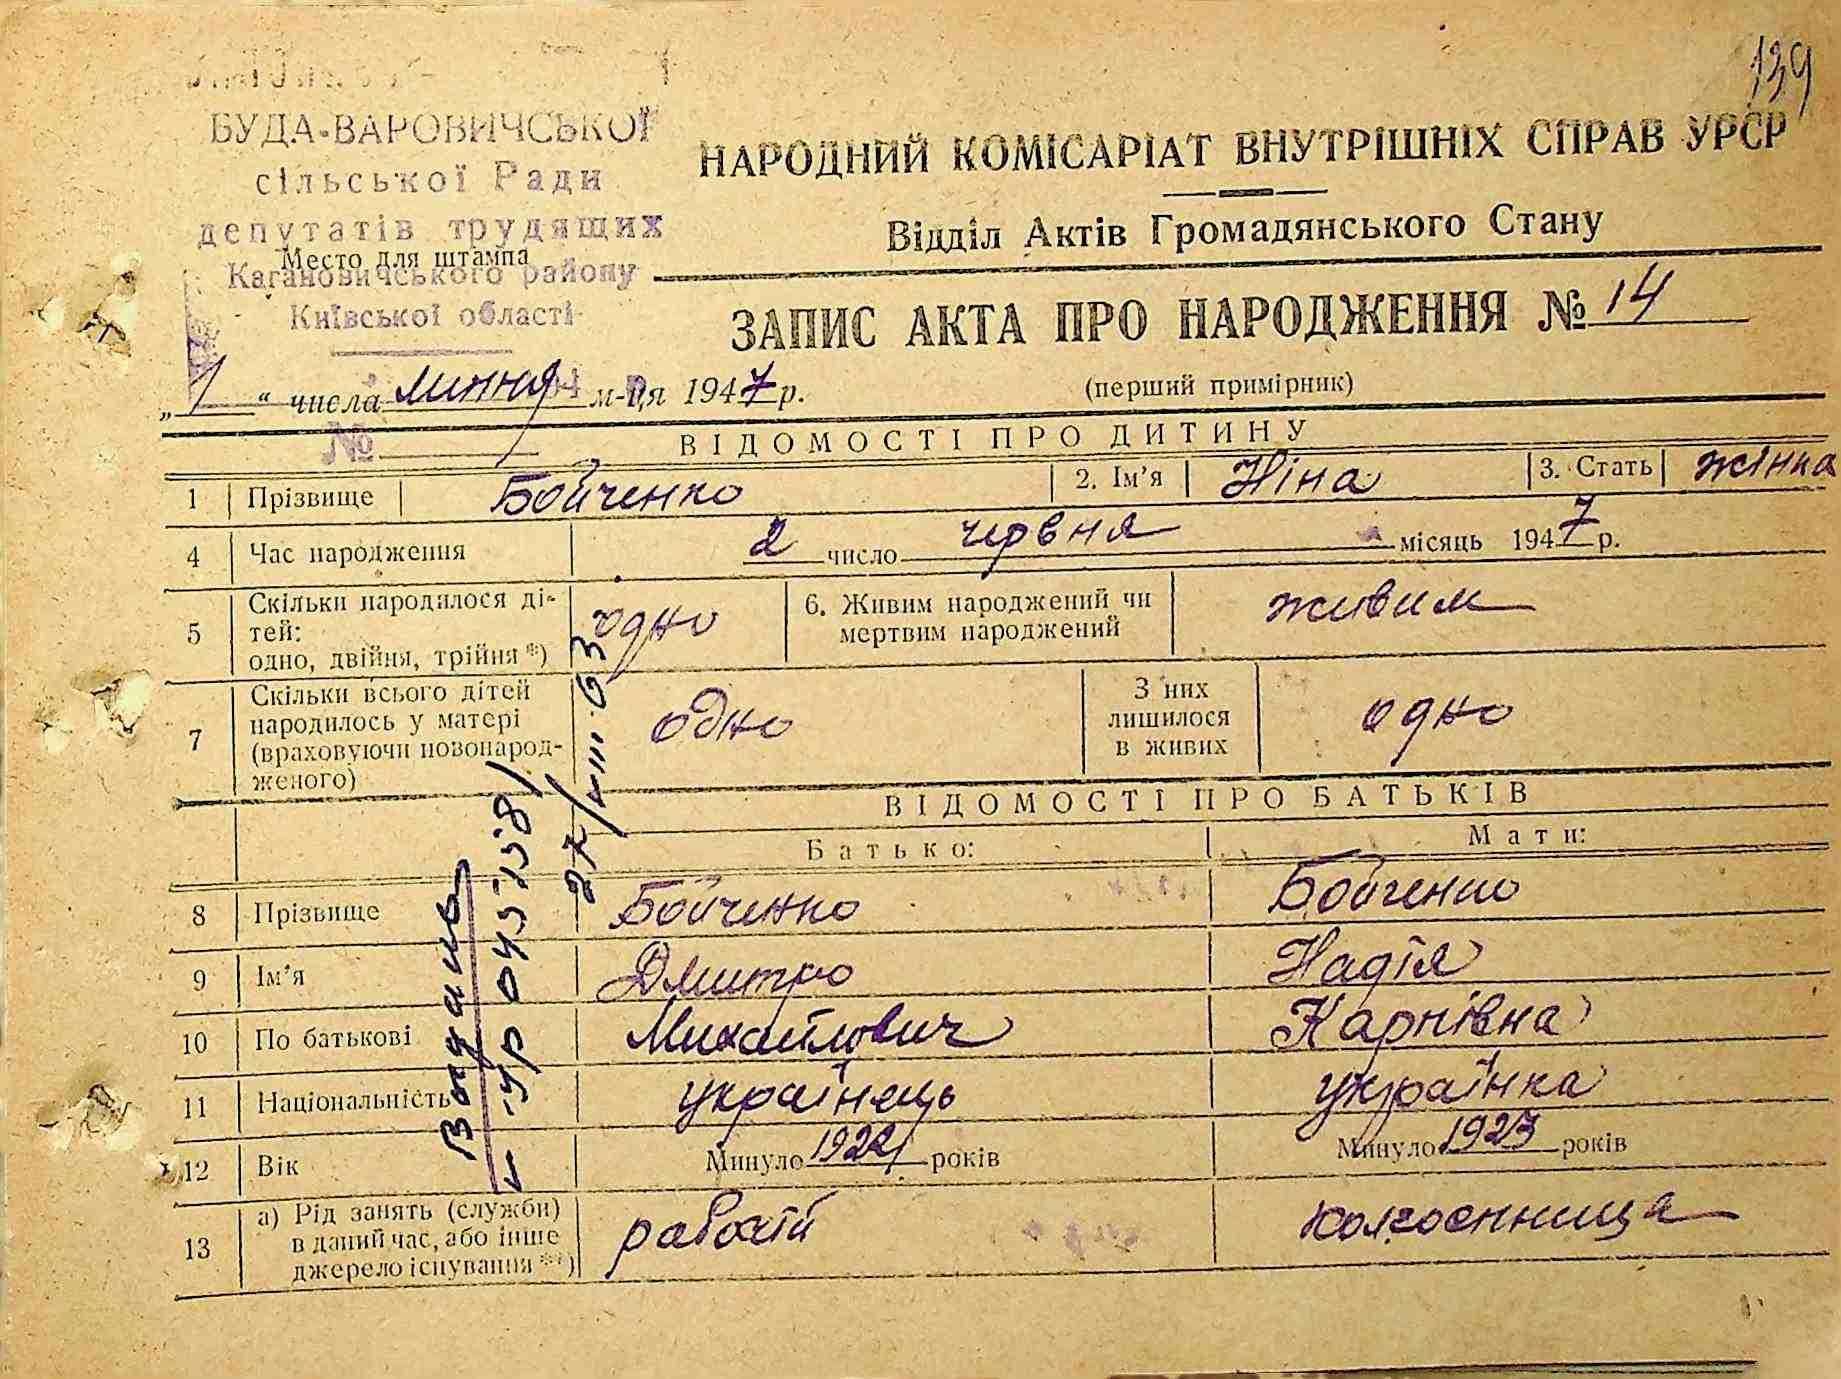 139
БУДА-ВАРОВИЧСЬКОЇ
сільської Ради
депутатів трудящих
Место для штампа
Кагановичського району
Київської області
№
НАРОДНИЙ КОМІСАРІАТ ВНУТРІШНІХ СПРАВ УРСР
Відділ Актів Громадянського Стану
ЗАПИС АКТА ПРО НАРОДЖЕННЯ № 14
(перший примірник)
„1“ числа липня м-ця 1947 р.
ВІДОМОСТІ ПРО ДИТИНУ
1 Прізвище Бойченко 2. Ім'я Ніна 3. Стать жінка
4 Час народження 2 число червня місяць 1947 р.
5 Скільки народилося ді-
тей:
одно, двійня, трійня *) одно 6. Живим народжений чи
мертвим народжений живим
7 Скільки всього дітей
народилось у матері
(враховуючи новонарод-
женого) одно З них
лишилося
в живих одно
ВІДОМОСТІ ПРО БАТЬКІВ
Батько: Мати:
8 Прізвище Бойченко Бойченко
9 Ім'я Дмитро Надія
10 По батькові Михайлович Карпівна
11 Національність українець українка
12 Вік Минуло 1922 років Минуло 1923 років
13 а) Рід занять (служби)
в даний час, або інше
джерело існування **) рабочій колгоспница